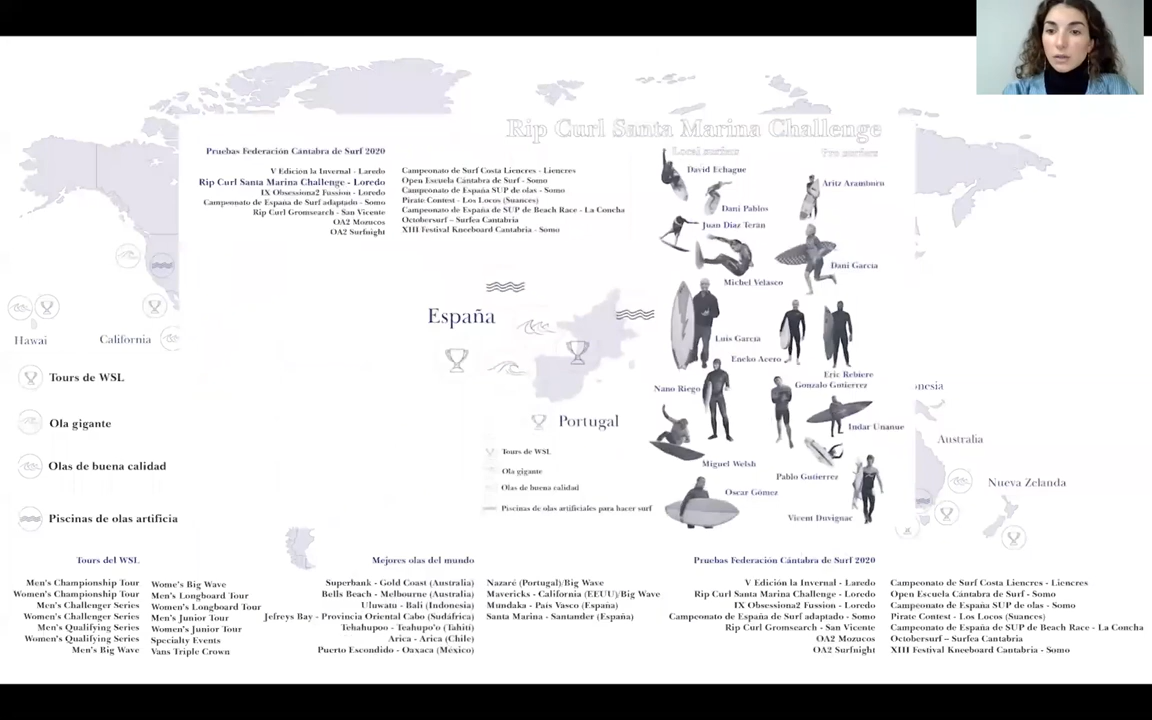 Rip Curl Santa Marina Challenge
Local surfers
Pro surfers
Pruebas Federación Cántabra de Surf 2020
V Edición la Invernal - Loredo
Rip Curl Santa Marina Challenge - Loredo
IX Obsessiona2 Fussion - Loredo
Campeonato de España de Surf adaptado - Somo
Rip Curl Gromsearch - San Vicente
OA2 Mozucos
OA2 Surfnight
Campeonato de Surf Costa Liencres - Liencres
Open Escuela Cántabra de Surf - Somo
Campeonato de España SUP de olas - Somo
Pirate Contest - Los Locos (Suances)
Campeonato de España de SUP de Beach Race - La Concha
Octobersurf – Surfea Cantabria
XIII Festival Kneeboard Cantabria - Somo
David Echagüe
Aritz Aramburu
Dani Pablos
Juan Díaz Terán
Dani García
Michel Velasco
Luis García
Eneko Acero
Eric Rebiere
Nano Riego
Gonzalo Gutierrez
Indar Unanue
Miguel Welsh
Pablo Gutierrez
Oscar Gómez
Vicent Duvignac
España
Portugal
Tours de WSL
Ola gigante
Olas de buena calidad
Piscinas de olas artificiales para hacer surf
Hawai
California
Tours de WSL
Ola gigante
Olas de buena calidad
Piscinas de olas artificia
onesia
Australia
Nueva Zelanda
Tours del WSL
Men's Championship Tour
Women's Championship Tour
Men's Challenger Series
Women's Challenger Series
Men's Qualifying Series
Women's Qualifying Series
Men's Big Wave
Wome's Big Wave
Men's Longboard Tour
Women's Longboard Tour
Men's Junior Tour
Women's Junior Tour
Specialty Events
Vans Triple Crown
Mejores olas del mundo
Superbank - Gold Coast (Australia)
Bells Beach - Melbourne (Australia)
Uluwatu - Bali (Indonesia)
Jefreys Bay - Provincia Oriental Cabo (Sudáfrica)
Tehahupoo - Teahup'o (Tahití)
Arica - Arica (Chile)
Puerto Escondido - Oaxaca (México)
Nazaré (Portugal)/Big Wave
Mavericks - California (EEUU)/Big Wave
Mundaka - País Vasco (España)
Santa Marina - Santander (España)
Pruebas Federación Cántabra de Surf 2020
V Edición la Invernal - Loredo
Rip Curl Santa Marina Challenge - Loredo
IX Obsessiona2 Fussion - Loredo
Campeonato de España de Surf adaptado - Somo
Rip Curl Gromsearch - San Vicente
OA2 Mozucos
OA2 Surfnight
Campeonato de Surf Costa Liencres - Liencres
Open Escuela Cántabra de Surf - Somo
Campeonato de España SUP de olas - Somo
Pirate Contest - Los Locos (Suances)
Campeonato de España de SUP de Beach Race - La Concha
Octobersurf – Surfea Cantabria
XIII Festival Kneeboard Cantabria - Somo